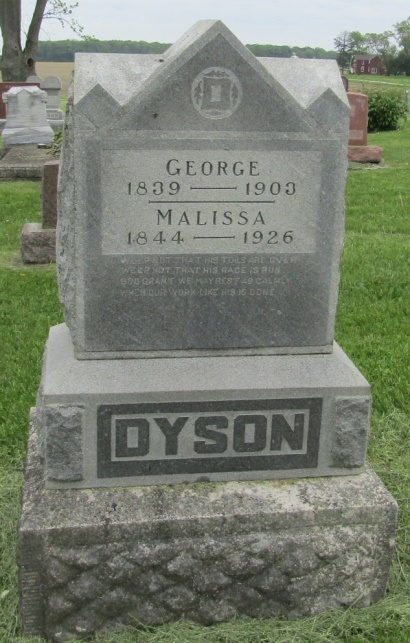 GEORGE
1839 — 1903
MALISSA
1844 — 1926
WEEP NOT THAT HIS TOILS ARE OVER
WEEP NOT THAT HIS RACE IS RUN
GOD GRANT WE MAY REST AS CALMLY
WHEN OUR WORK LIKE HIS IS DONE
DYSON